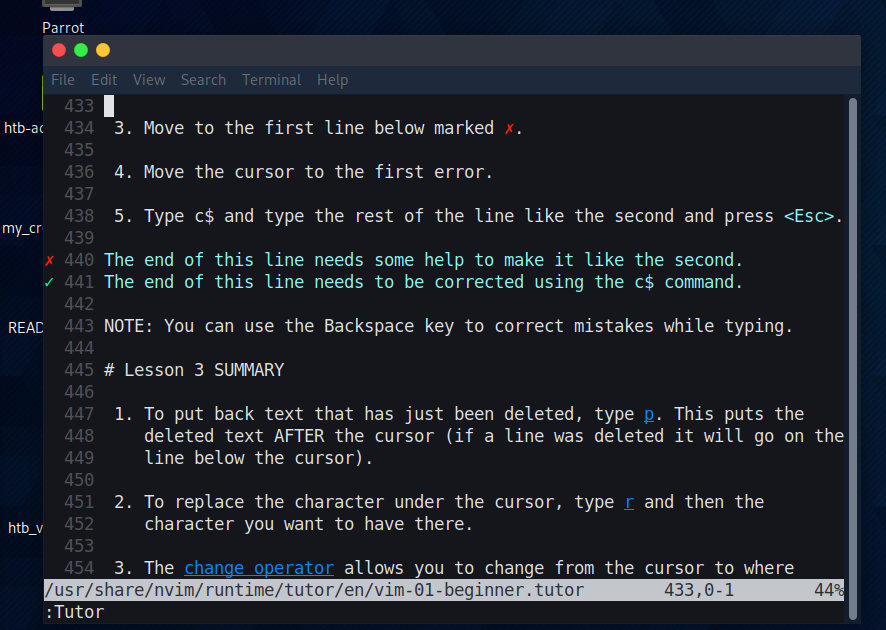 Parrot
File Edit View Search Terminal Help
433
434 3. Move to the first line below marked ✗.
435
436 4. Move the cursor to the first error.
437
438 5. Type c$ and type the rest of the line like the second and press <Esc>.
439
✗ 440 The end of this line needs some help to make it like the second.
✓ 441 The end of this line needs to be corrected using the c$ command.
442
443 NOTE: You can use the Backspace key to correct mistakes while typing.
444
445 # Lesson 3 SUMMARY
446
447 1. To put back text that has just been deleted, type p. This puts the
448 deleted text AFTER the cursor (if a line was deleted it will go on the
449 line below the cursor).
450
451 2. To replace the character under the cursor, type r and then the
452 character you want to have there.
453
454 3. The change operator allows you to change from the cursor to where
/usr/share/nvim/runtime/tutor/en/vim-01-beginner.tutor 433,0-1 44%
:Tutor
htb-ac
my_cr
READ
htb_v